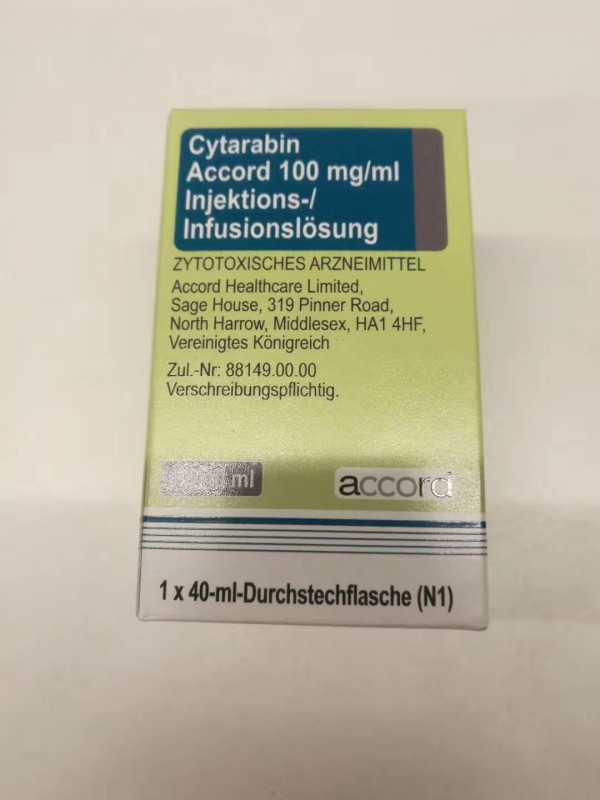 Cytarabin
Accord 100 mg/ml
Injektions-/
Infusionslösung
ZYTOTOXISCHES ARZNEIMITTEL
Accord Healthcare Limited,
Sage House, 319 Pinner Road,
North Harrow, Middlesex, HA1 4HF,
Vereinigtes Königreich
Zul.-Nr: 88149.00.00
Verschreibungspflichtig.
ml
accord
1 x 40-ml-Durchstechflasche (N1)